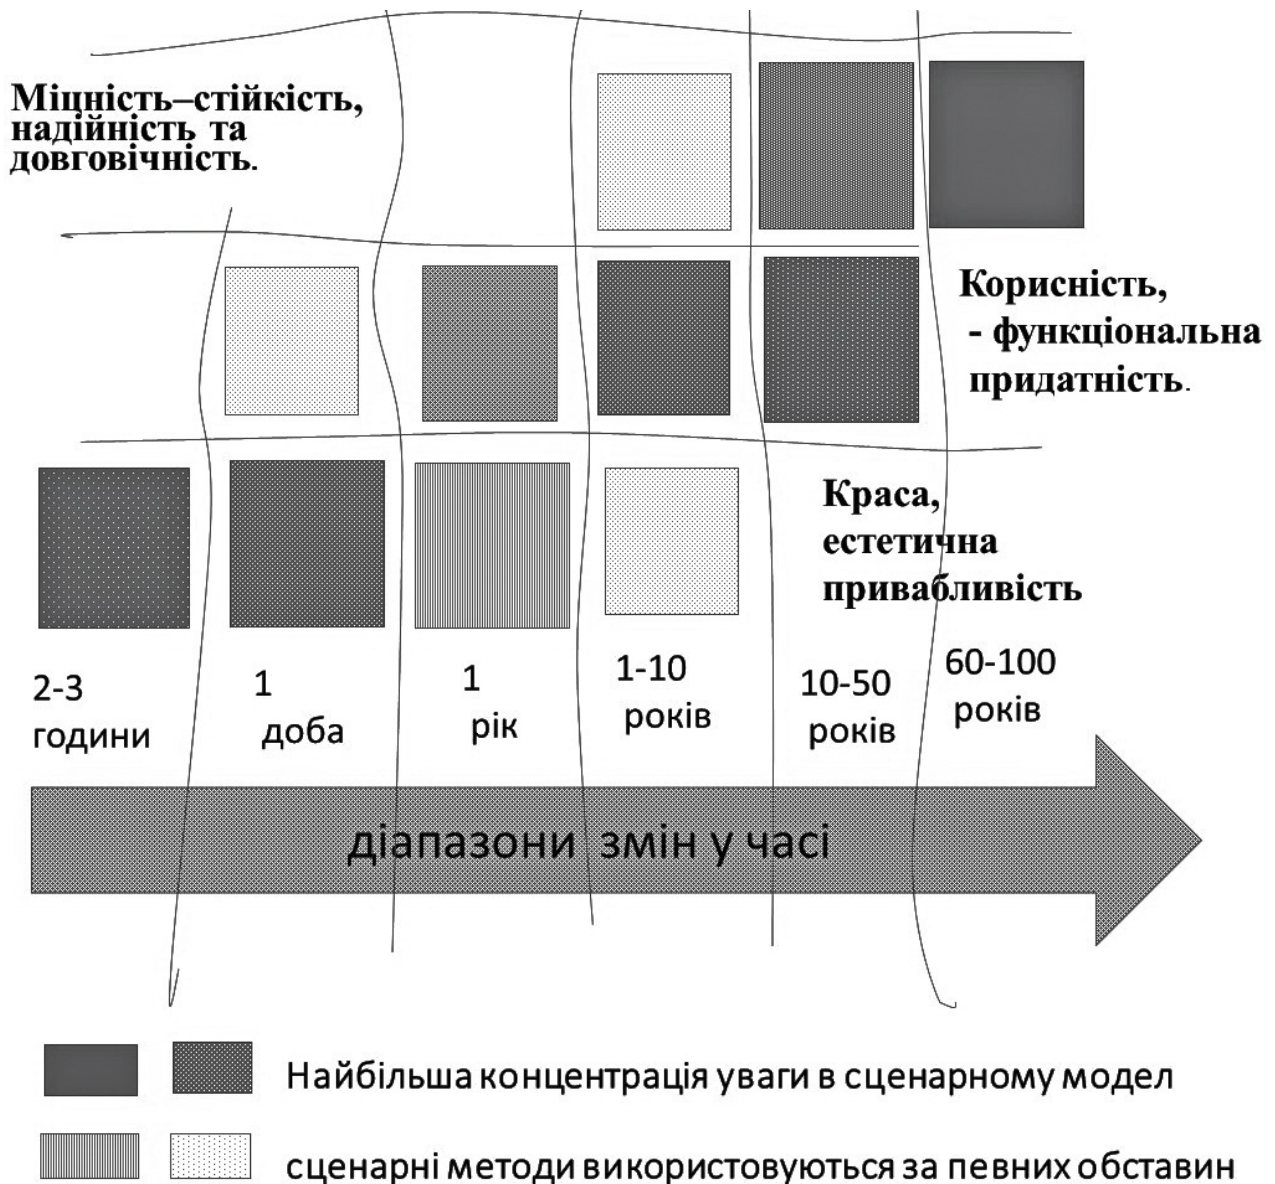 Міцність–стійкість,
надійність та
довговічність.
Корисність,
- функціональна
придатність.
Краса,
естетична
привабливість
2-3
години
1
доба
1
рік
1-10
років
10-50
років
60-100
років
діапазони змін у часі
Найбільша концентрація уваги в сценарному модел
сценарні методи використовуються за певних обставин